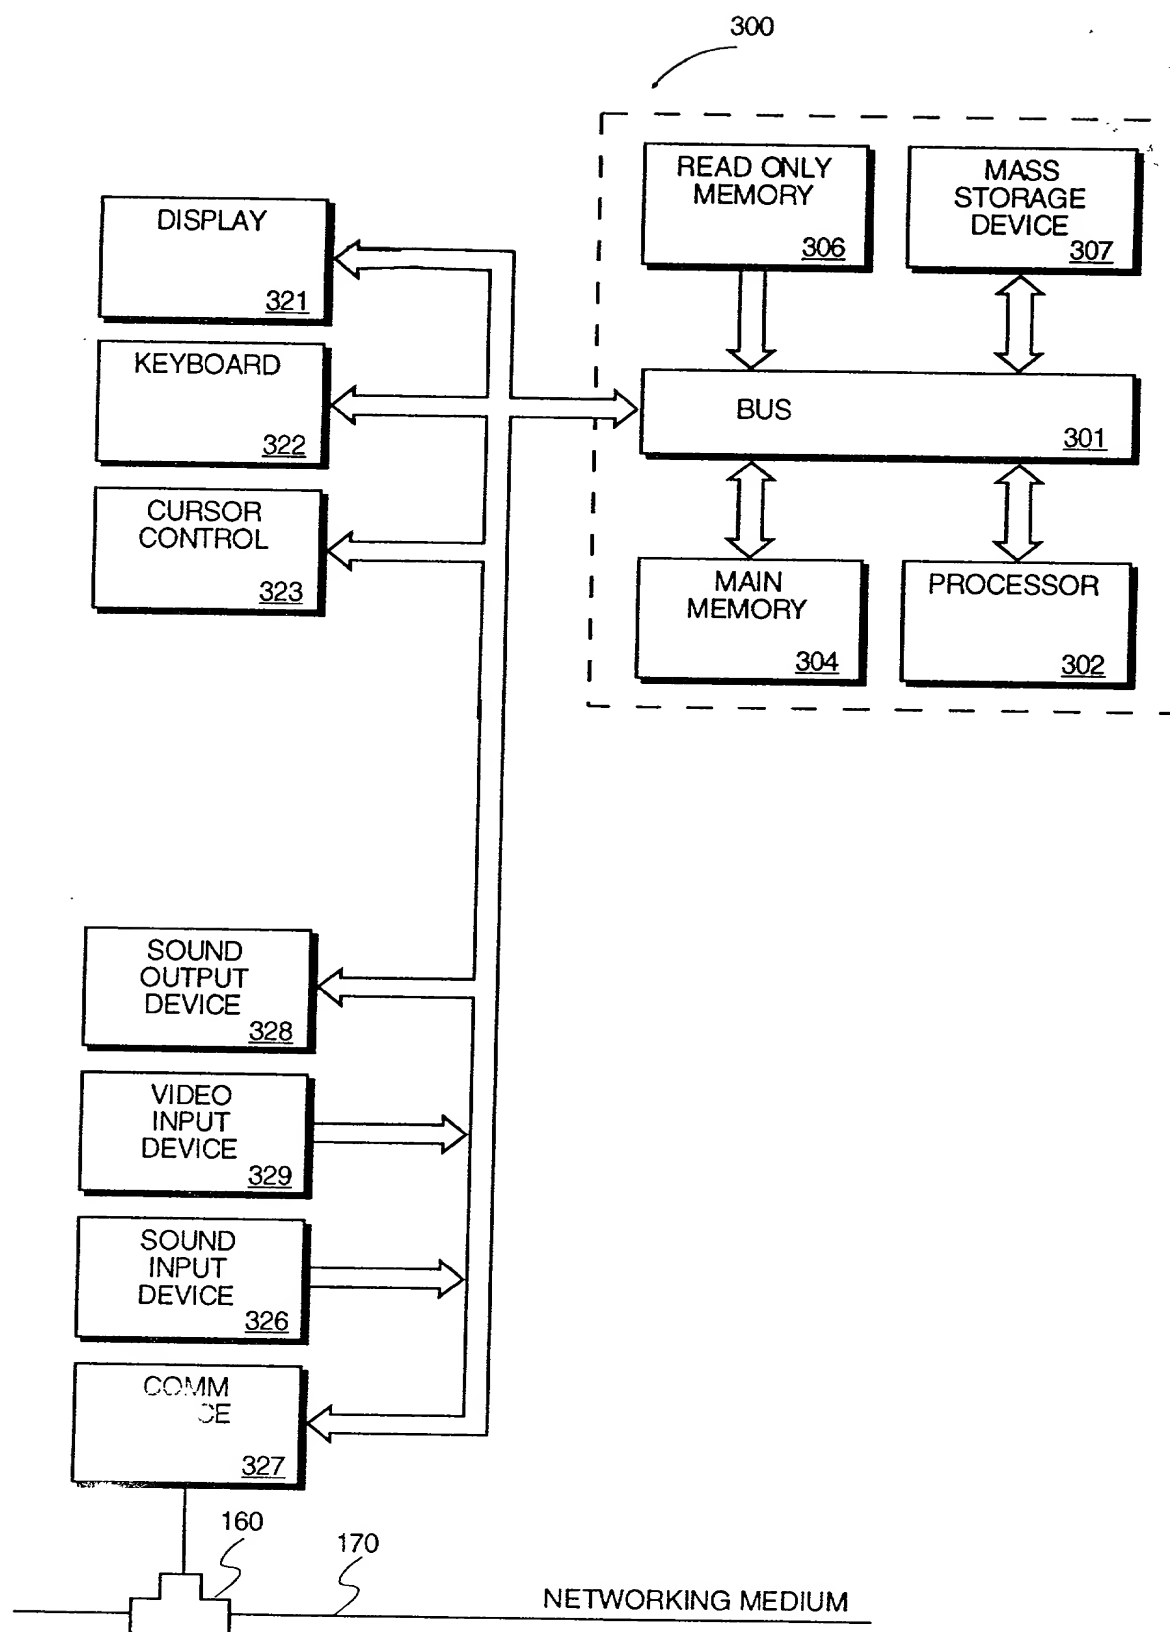 300
READ ONLY
MEMORY
306
MASS
STORAGE
DEVICE
307
DISPLAY
321
KEYBOARD
322
BUS
301
CURSOR
CONTROL
323
MAIN
MEMORY
304
PROCESSOR
302
SOUND
OUTPUT
DEVICE
328
VIDEO
INPUT
DEVICE
329
SOUND
INPUT
DEVICE
326
COMM
327
160
170
NETWORKING MEDIUM